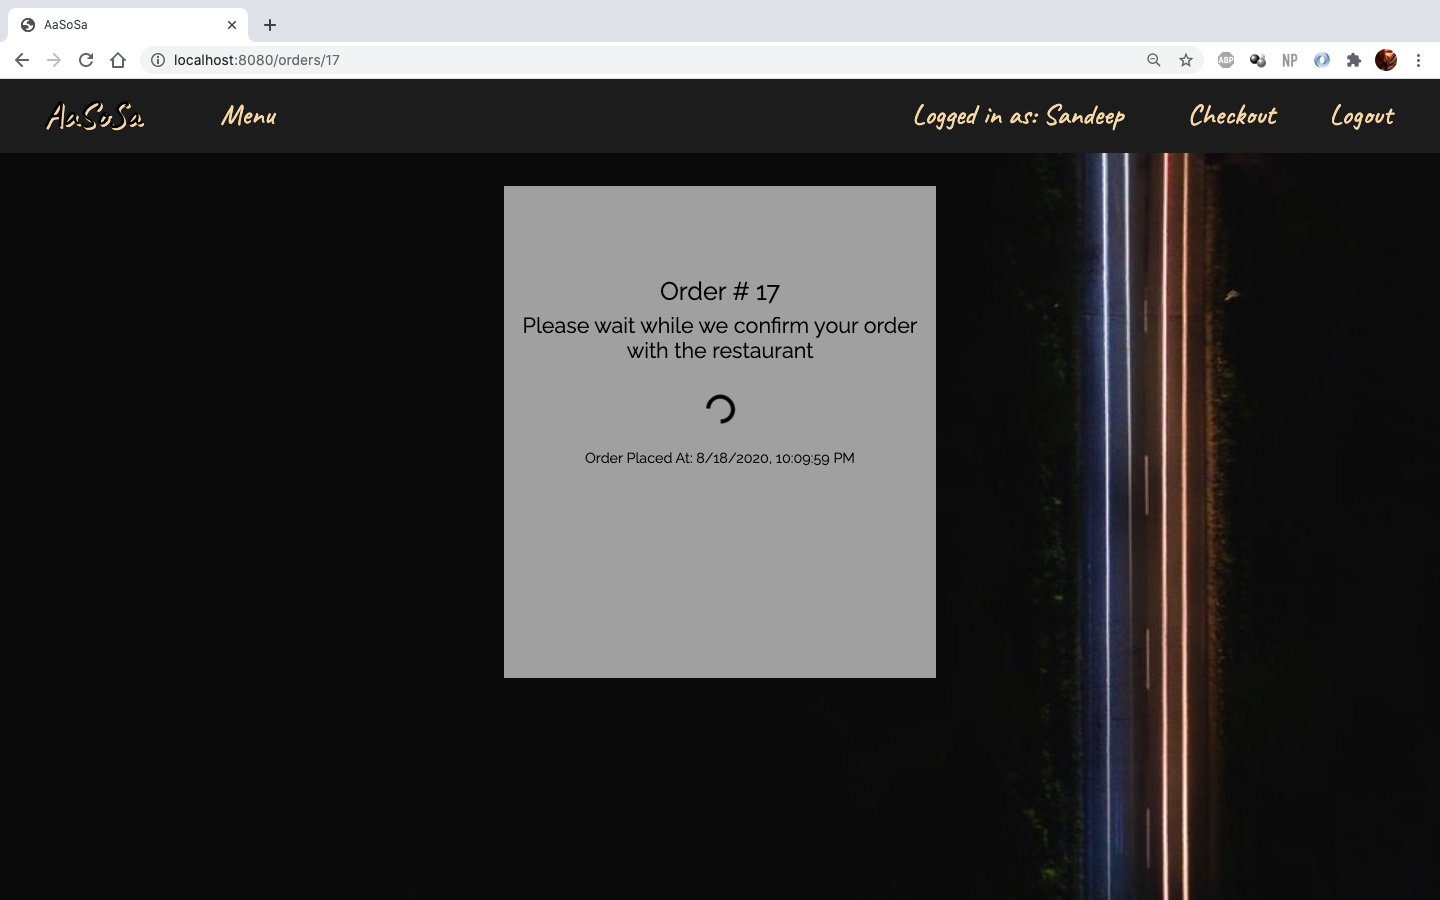 AaSoSa
localhost:8080/orders/17
ABP
NP
AaSoSa
Menu
Logged in as: Sandeep
Checkout
Logout
Order # 17
Please wait while we confirm your order
with the restaurant
Order Placed At: 8/18/2020, 10:09:59 PM